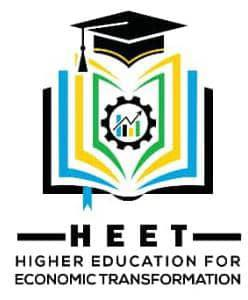 HEET
HIGHER EDUCATION FOR
ECONOMIC TRANSFORMATION